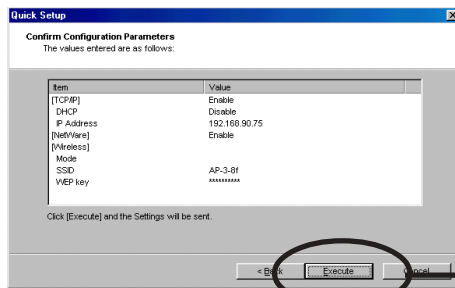 Quick Setup
Confirm Configuration Parameters
The values entered are as follows:
Item Value
[TCP/IP] Enable
DHCP Disable
IP Address 192.168.90.75
[NetWare] Enable
[Wireless]
Mode
SSID AP-3-8f
WEP key **********
Click [Execute] and the Settings will be sent.
< Back Execute Cancel